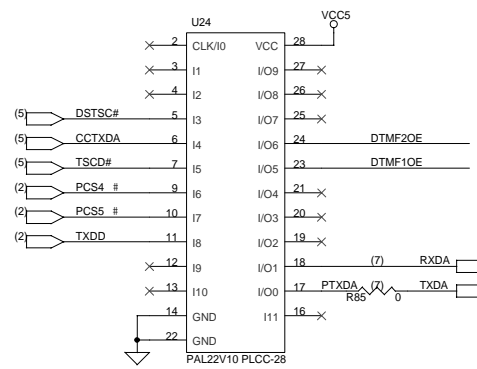 VCC5
U24
2 CLK/I0 VCC 28
3 I1 I/O9 27
4 I2 I/O8 26
(5) DSTSC# 5 I3 I/O7 25
(5) CCTXDA 6 I4 I/O6 24 DTMF2OE
(5) TSCD# 7 I5 I/O5 23 DTMF1OE
(2) PCS4 # 9 I6 I/O4 21
(2) PCS5 # 10 I7 I/O3 20
(2) TXDD 11 I8 I/O2 19
12 I9 I/O1 18 (7) RXDA
13 I10 I/O0 17 PTXDA (7) TXDA
R85 0
14 GND I11 16
22 GND
PAL22V10 PLCC-28